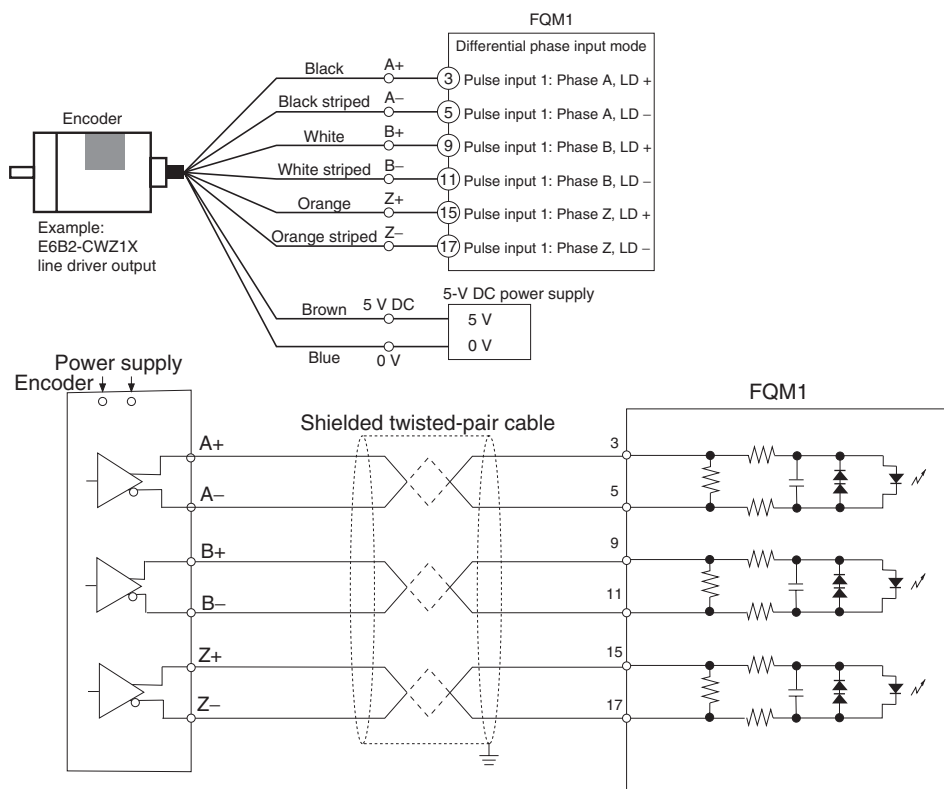 FQM1
Differential phase input mode
Black A+ 3 Pulse input 1: Phase A, LD +
Black striped A− 5 Pulse input 1: Phase A, LD −
Encoder
White B+ 9 Pulse input 1: Phase B, LD +
White striped B− 11 Pulse input 1: Phase B, LD −
Orange Z+ 15 Pulse input 1: Phase Z, LD +
Orange striped Z− 17 Pulse input 1: Phase Z, LD −
Example:
E6B2-CWZ1X
line driver output
5-V DC power supply
Brown 5 V DC 5 V
Blue 0 V 0 V
Power supply
Encoder
FQM1
Shielded twisted-pair cable
A+ 3
A− 5
B+ 9
B− 11
Z+ 15
Z− 17